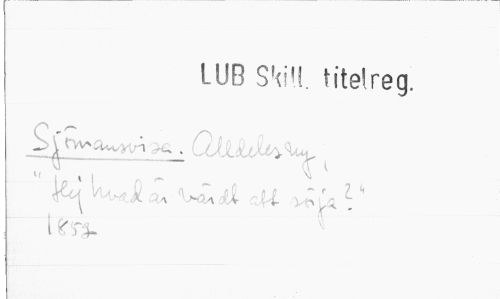 LUB Skill. titelreg.
Sjömansvisa. Alldeles ny,
"Hej hvad är värdt att sörja?"
1852